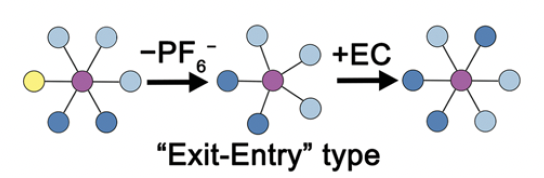 −PF₆⁻ +EC
“Exit-Entry” type